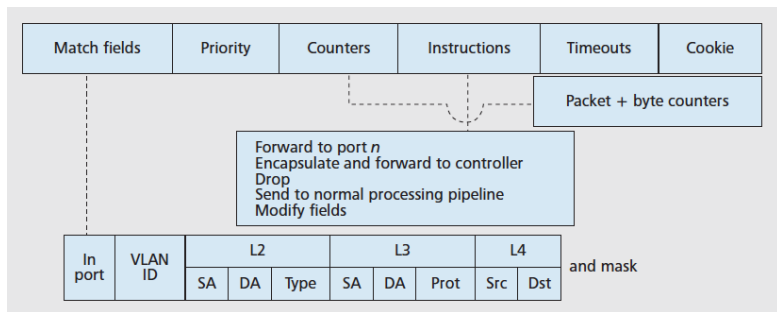 Match fields Priority Counters Instructions Timeouts Cookie
Packet + byte counters
Forward to port n
Encapsulate and forward to controller
Drop
Send to normal processing pipeline
Modify fields
In port VLAN ID L2 L3 L4 and mask
SA DA Type SA DA Prot Src Dst